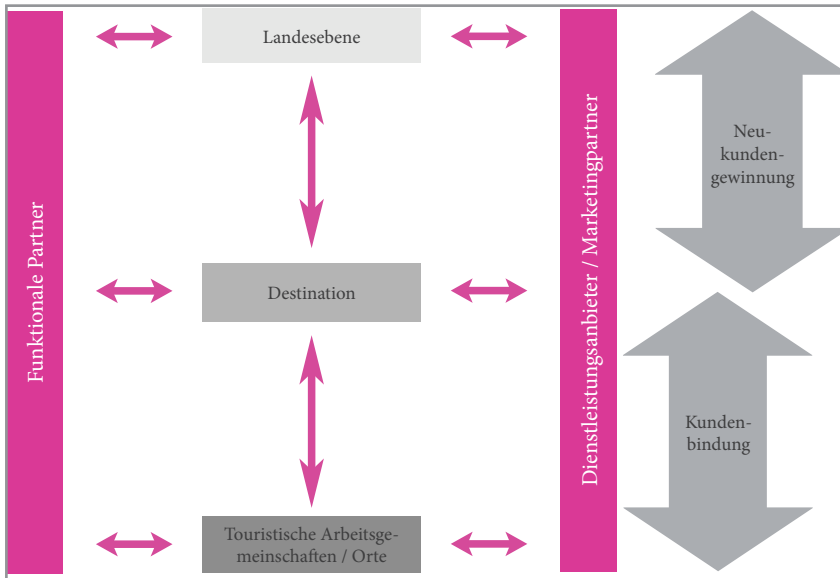 Funktionale Partner
Landesebene
Destination
Touristische Arbeitsge-
meinschaften / Orte
Dienstleistungsanbieter / Marketingpartner
Neu-
kunden-
gewinnung
Kunden-
bindung